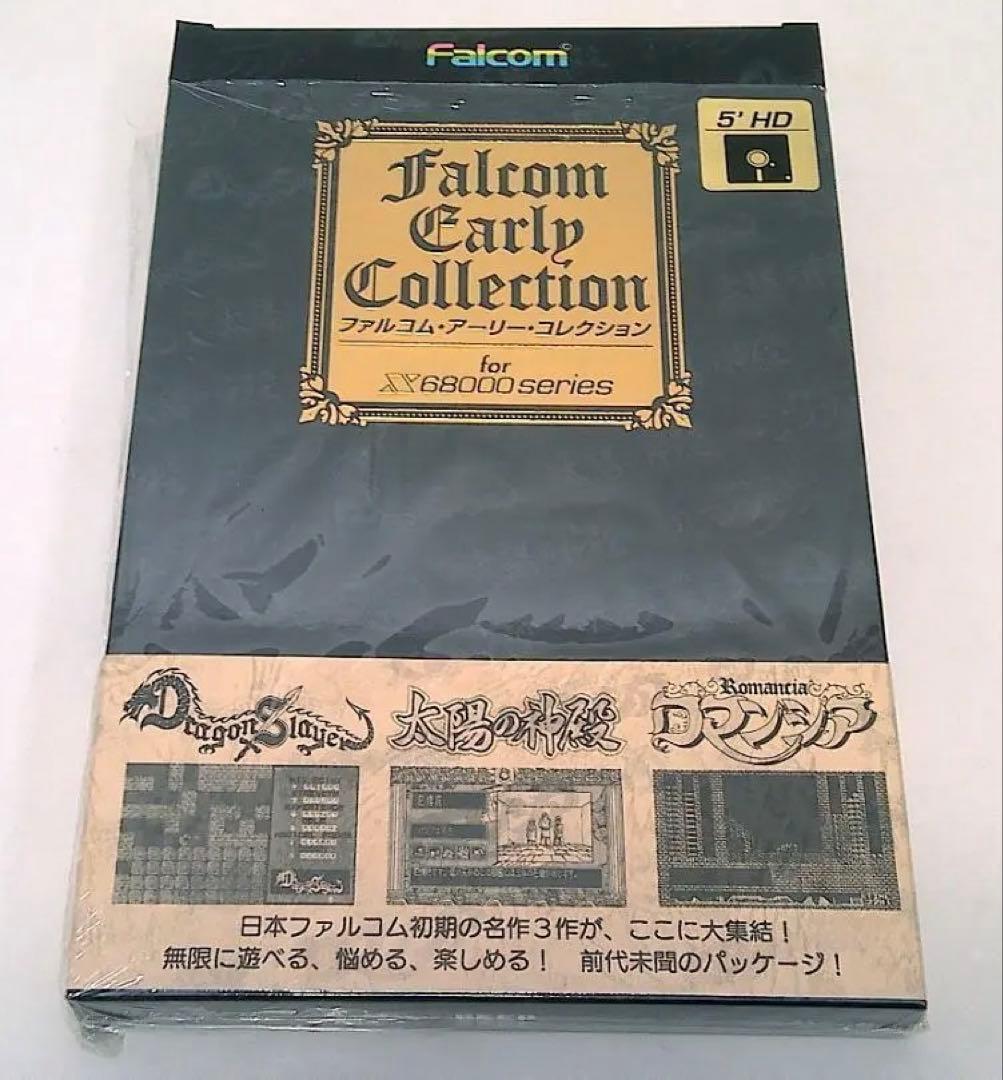 Falcom©
5' HD
Falcom
Early
Collection
ファルコム・アーリー・コレクション
for
X68000 series
Dragon Slayer
太陽の神殿
Romancia
ロマンシア
日本ファルコム初期の名作3作が、ここに大集結！
無限に遊べる、悩める、楽しめる！　前代未聞のパッケージ！